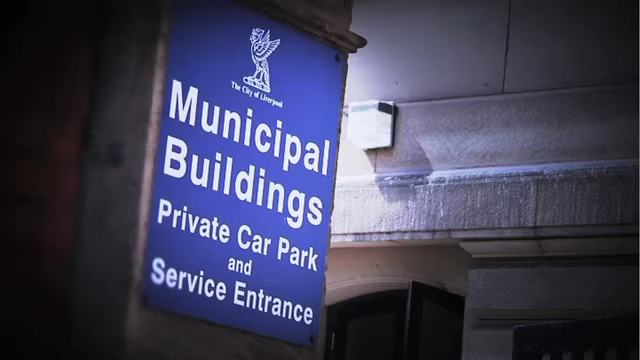 The City of Liverpool
Municipal
Buildings
Private Car Park
and
Service Entrance